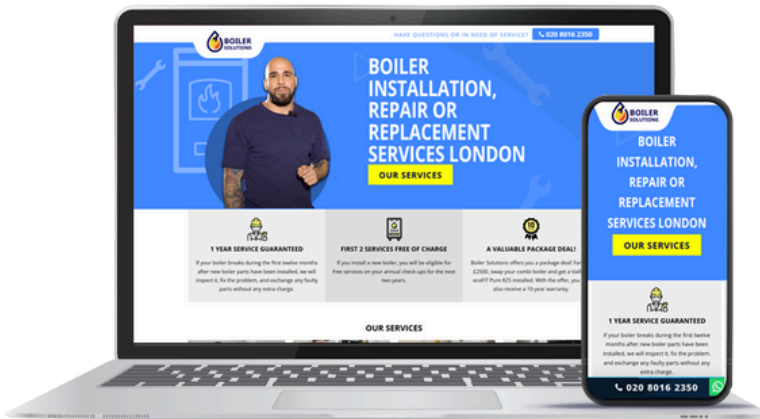 BOILER
SOLUTIONS
HAVE QUESTIONS OR IN NEED OF SERVICE?
020 8016 2350
BOILER
INSTALLATION,
REPAIR OR
REPLACEMENT
SERVICES LONDON
OUR SERVICES
1 YEAR SERVICE GUARANTEED
If your boiler breaks during the first twelve months
after new boiler parts have been installed, we will
inspect it, fix the problem, and exchange any faulty
parts without any extra charge.
FIRST 2 SERVICES FREE OF CHARGE
If you install a new boiler, you will be eligible for
free services on your annual check-ups for the next
two years.
10
A VALUABLE PACKAGE DEAL!
Boiler Solutions offers you a package deal! For
£2500, swap your combi boiler and get a
ecoFIT Pure 825 installed. With the offer, you
also receive a 10-year warranty.
OUR SERVICES
BOILER
SOLUTIONS
BOILER
INSTALLATION,
REPAIR OR
REPLACEMENT
SERVICES LONDON
OUR SERVICES
1 YEAR SERVICE GUARANTEED
If your boiler breaks during the first twelve
months after new boiler parts have been
installed, we will inspect it, fix the problem,
and exchange any faulty parts without any
extra charge.
020 8016 2350